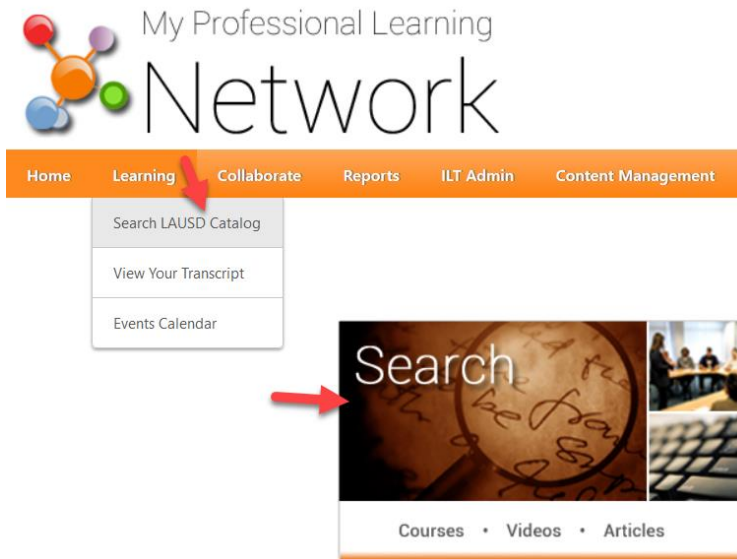 My Professional Learning
Network
Home Learning Collaborate Reports ILT Admin Content Management
Search LAUSD Catalog
View Your Transcript
Events Calendar
Search
Courses • Videos • Articles